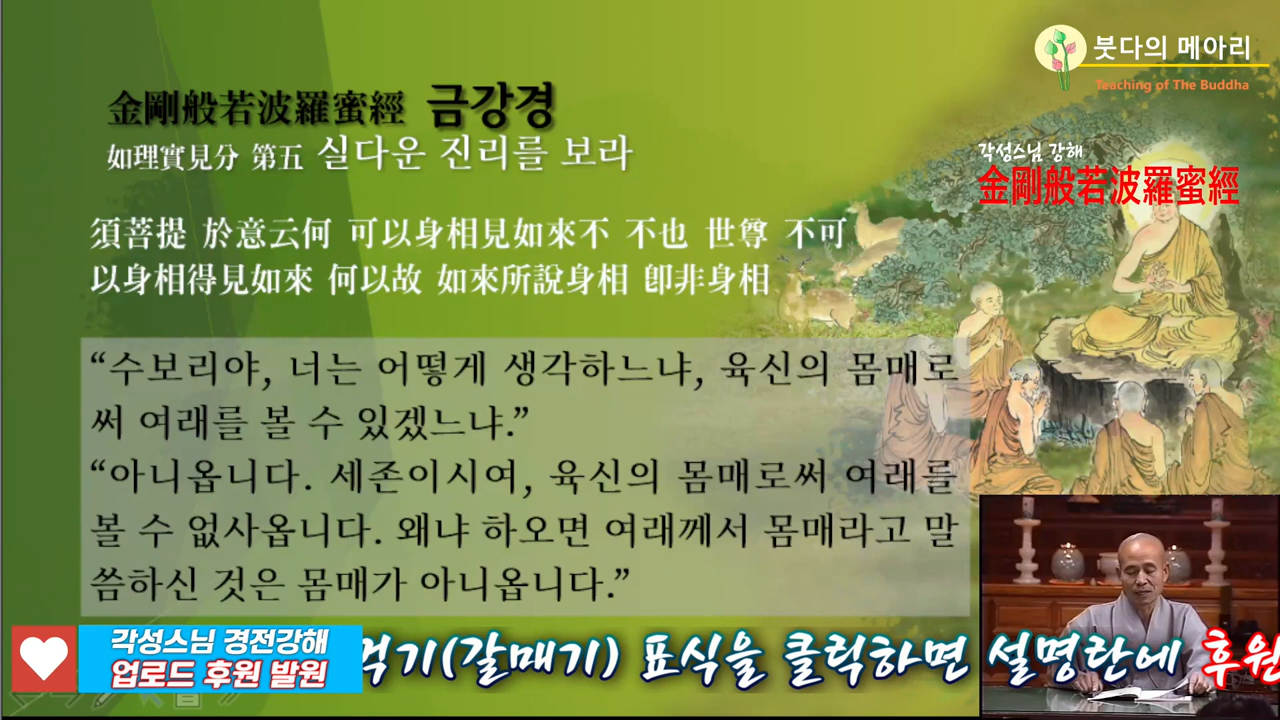 붓다의 메아리
Teaching of The Buddha
金剛般若波羅蜜經 금강경
如理實見分 第五 실다운 진리를 보라
각성스님 강해
金剛般若波羅蜜經
須菩提 於意云何 可以身相見如來不 不也 世尊 不可
以身相得見如來 何以故 如來所說身相 卽非身相
“수보리야, 너는 어떻게 생각하느냐, 육신의 몸매로
써 여래를 볼 수 있겠느냐.”
“아니옵니다. 세존이시여, 육신의 몸매로써 여래를
볼 수 없사옵니다. 왜냐 하오면 여래께서 몸매라고 말
씀하신 것은 몸매가 아니옵니다.”
각성스님 경전강해
업로드 후원 발원
기(갈매기) 표식을 클릭하면 설명란에 후원